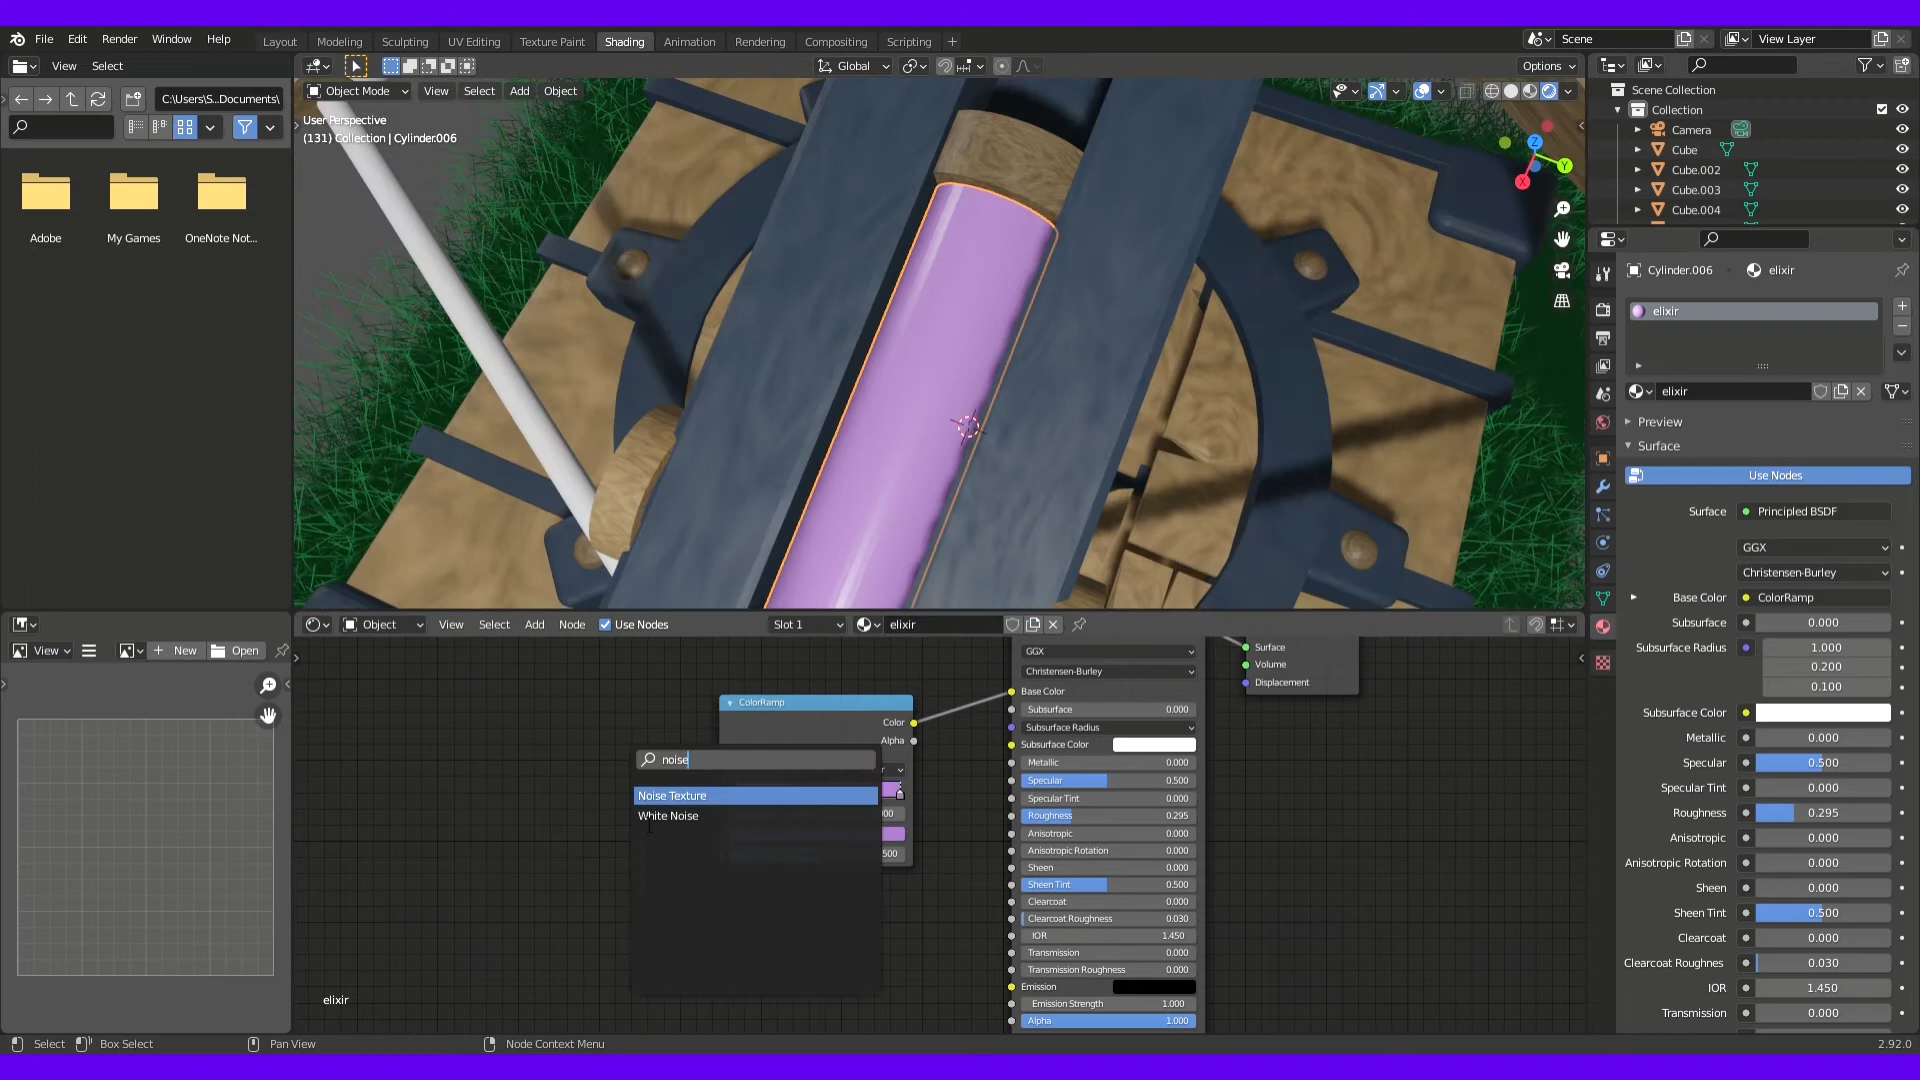 File Edit Render Window Help
Layout Modeling Sculpting UV Editing Texture Paint Shading Animation Rendering Compositing Scripting +
Scene
View Layer
View Select
Global
Options
C:\Users\S...Documents\
Object Mode View Select Add Object
User Perspective
(131) Collection | Cylinder.006
Adobe
My Games
OneNote Not...
Z
Y
X
Scene Collection
Collection
Camera
Cube
Cube.002
Cube.003
Cube.004
Cylinder.006
elixir
elixir
elixir
Preview
Surface
Use Nodes
Surface Principled BSDF
GGX
Christensen-Burley
Base Color ColorRamp
Subsurface 0.000
Subsurface Radius 1.000
0.200
0.100
Subsurface Color
Metallic 0.000
Specular 0.500
Specular Tint 0.000
Roughness 0.295
Anisotropic 0.000
Anisotropic Rotation 0.000
Sheen 0.000
Sheen Tint 0.500
Clearcoat 0.000
Clearcoat Roughnes 0.030
IOR 1.450
Transmission 0.000
View
New
Open
Object View Select Add Node Use Nodes
Slot 1
elixir
ColorRamp
Color
Alpha
noise
Noise Texture
White Noise
r
00
500
GGX
Christensen-Burley
Base Color
Subsurface 0.000
Subsurface Radius
Subsurface Color
Metallic 0.000
Specular 0.500
Specular Tint 0.000
Roughness 0.295
Anisotropic 0.000
Anisotropic Rotation 0.000
Sheen 0.000
Sheen Tint 0.500
Clearcoat 0.000
Clearcoat Roughness 0.030
IOR 1.450
Transmission 0.000
Transmission Roughness 0.000
Emission
Emission Strength 1.000
Alpha 1.000
Surface
Volume
Displacement
elixir
Select Box Select Pan View Node Context Menu 2.92.0